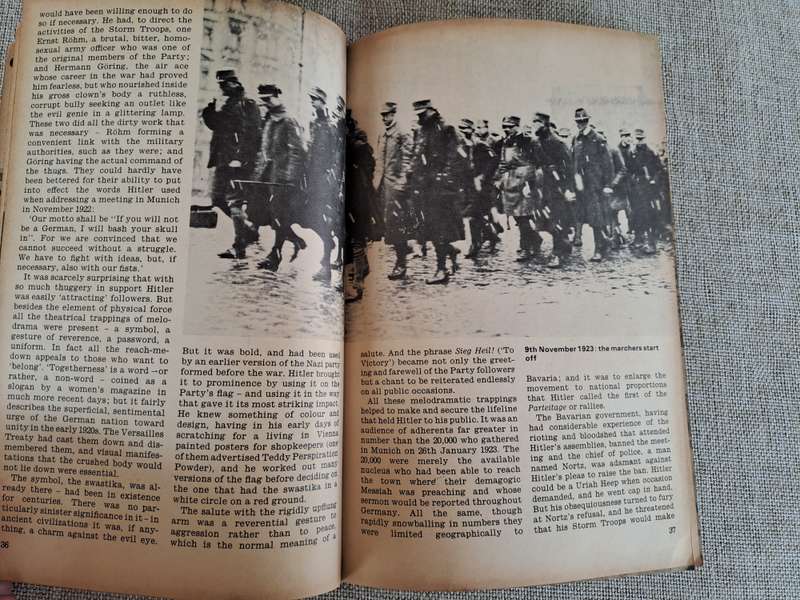 would have been willing enough to do
so if necessary. He had, to direct the
activities of the Storm Troops, one
Ernst Röhm, a brutal, bitter, homo-
sexual army officer who was one of
the original members of the Party;
and Hermann Göring, the air ace
whose career in the war had proved
him fearless, but who nourished inside
his gross clown's body a ruthless,
corrupt bully seeking an outlet like
the evil genie in a glittering lamp.
These two did all the dirty work that
was necessary – Röhm forming a
convenient link with the military
authorities, such as they were; and
Göring having the actual command of
the thugs. They could hardly have
been bettered for their ability to put
into effect the words Hitler used
when addressing a meeting in Munich
in November 1922:
'Our motto shall be "If you will not
be a German, I will bash your skull
in". For we are convinced that we
cannot succeed without a struggle.
We have to fight with ideas, but, if
necessary, also with our fists.'
It was scarcely surprising that with
so much thuggery in support Hitler
was easily 'attracting' followers. But
besides the element of physical force
all the theatrical trappings of melo-
drama were present – a symbol, a
gesture of reverence, a password, a
uniform. In fact all the reach-me-
down appeals to those who want to
'belong'. 'Togetherness' is a word – or
rather, a non-word – coined as a
slogan by a women's magazine in
much more recent days; but it fairly
describes the superficial, sentimental
urge of the German nation toward
unity in the early 1920s. The Versailles
Treaty had cast them down and dis-
membered them, and visual manifes-
tations that the crushed body would
not lie down were essential.
The symbol, the swastika, was al-
ready there – had been in existence
for centuries. There was no par-
ticularly sinister significance in it – in
ancient civilizations it was, if any-
thing, a charm against the evil eye.
36
But it was bold, and had been used
by an earlier version of the Nazi party
formed before the war. Hitler brought
it to prominence by using it on the
Party's flag – and using it in the way
that gave it its most striking impact.
He knew something of colour and
design, having in his early days of
scratching for a living in Vienna
painted posters for shopkeepers (one
of them advertised Teddy Perspiration
Powder), and he worked out many
versions of the flag before deciding on
the one that had the swastika in a
white circle on a red ground.
The salute with the rigidly upflung
arm was a reverential gesture to
aggression rather than to peace,
which is the normal meaning of a
salute. And the phrase Sieg Heil! ('To
Victory') became not only the greet-
ing and farewell of the Party followers
but a chant to be reiterated endlessly
on all public occasions.
All these melodramatic trappings
helped to make and secure the lifeline
that held Hitler to his public. It was an
audience of adherents far greater in
number than the 20,000 who gathered
in Munich on 26th January 1923. The
20,000 were merely the available
nucleus who had been able to reach
the town where their demagogic
Messiah was preaching and whose
sermon would be reported throughout
Germany. All the same, though
rapidly snowballing in numbers they
were limited geographically to
9th November 1923: the marchers start
off
Bavaria; and it was to enlarge the
movement to national proportions
that Hitler called the first of the
Parteitage or rallies.
The Bavarian government, having
had considerable experience of the
rioting and bloodshed that attended
Hitler's assemblies, banned the meet-
ing and the chief of police, a man
named Nortz, was adamant against
Hitler's pleas to raise the ban. Hitler
could be a Uriah Heep when occasion
demanded, and he went cap in hand.
But his obsequiousness turned to fury
at Nortz's refusal, and he threatened
that his Storm Troops would make
37